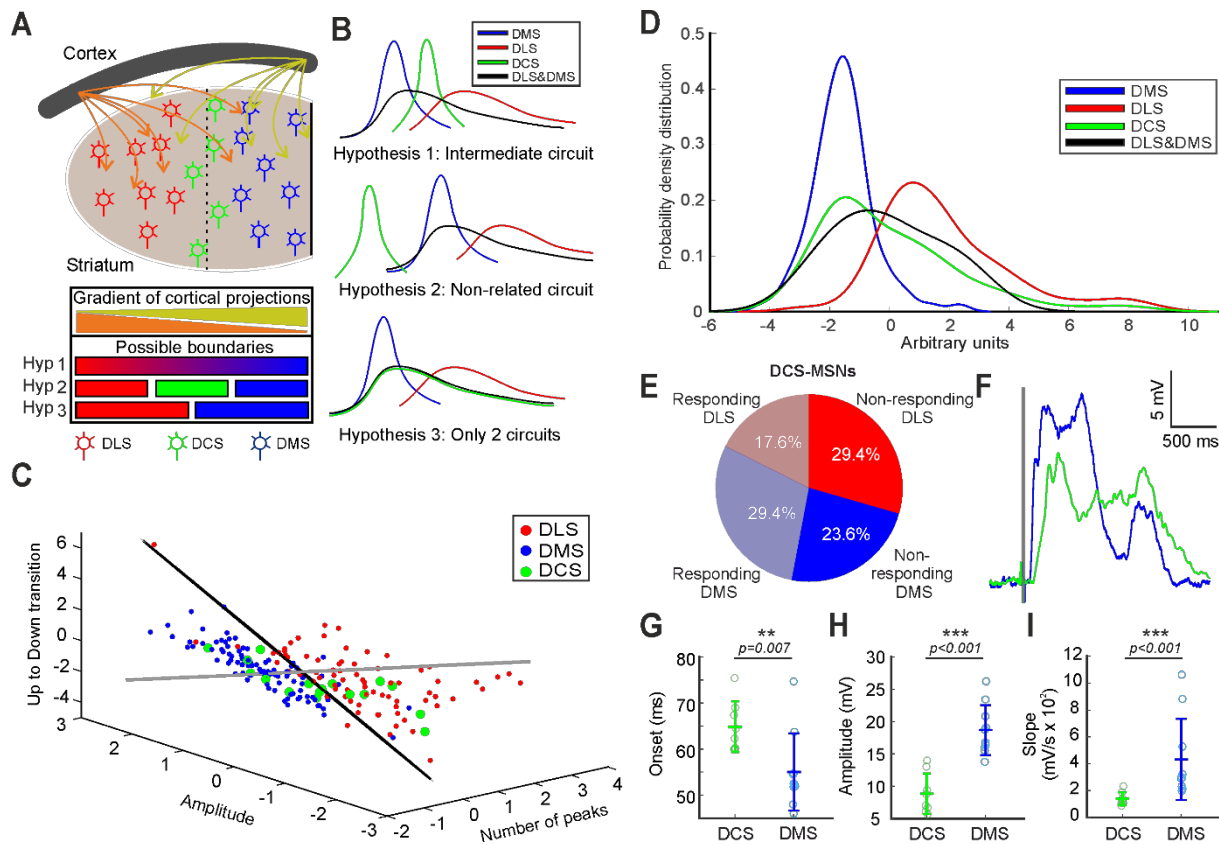 A
Cortex
Striatum
Gradient of cortical projections
Possible boundaries
Hyp 1
Hyp 2
Hyp 3
DLS
DCS
DMS
B
DMS
DLS
DCS
DLS&DMS
Hypothesis 1: Intermediate circuit
Hypothesis 2: Non-related circuit
Hypothesis 3: Only 2 circuits
C
Up to Down transition
6
4
2
0
-2
-4
3
2
1
0
-1
-2
-3
Amplitude
-2
-1
0
1
2
3
4
Number of peaks
DLS
DMS
DCS
D
Probability density distribution
0.5
0.4
0.3
0.2
0.1
0
-6
-4
-2
0
2
4
6
8
10
Arbitrary units
DMS
DLS
DCS
DLS&DMS
E
DCS-MSNs
Responding
DLS
17.6%
Non-responding
DLS
29.4%
29.4%
23.6%
Responding
DMS
Non-
responding
DMS
F
5 mV
500 ms
G
**
p=0.007
Onset (ms)
80
70
60
50
DCS
DMS
H
***
p<0.001
Amplitude (mV)
30
25
20
15
10
5
DCS
DMS
I
***
p<0.001
Slope
(mV/s x 10²)
12
10
8
6
4
2
0
DCS
DMS